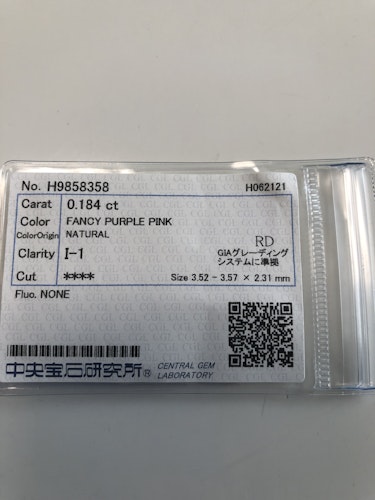 No. H9858358 H062121
Carat 0.184 ct
Color FANCY PURPLE PINK
ColorOrigin NATURAL
Clarity I-1
RD
GIAグレーディング
システムに準拠
Cut ****
Size 3.52 - 3.57 × 2.31 mm
Fluo. NONE
中央宝石研究所® CENTRAL GEM
LABORATORY